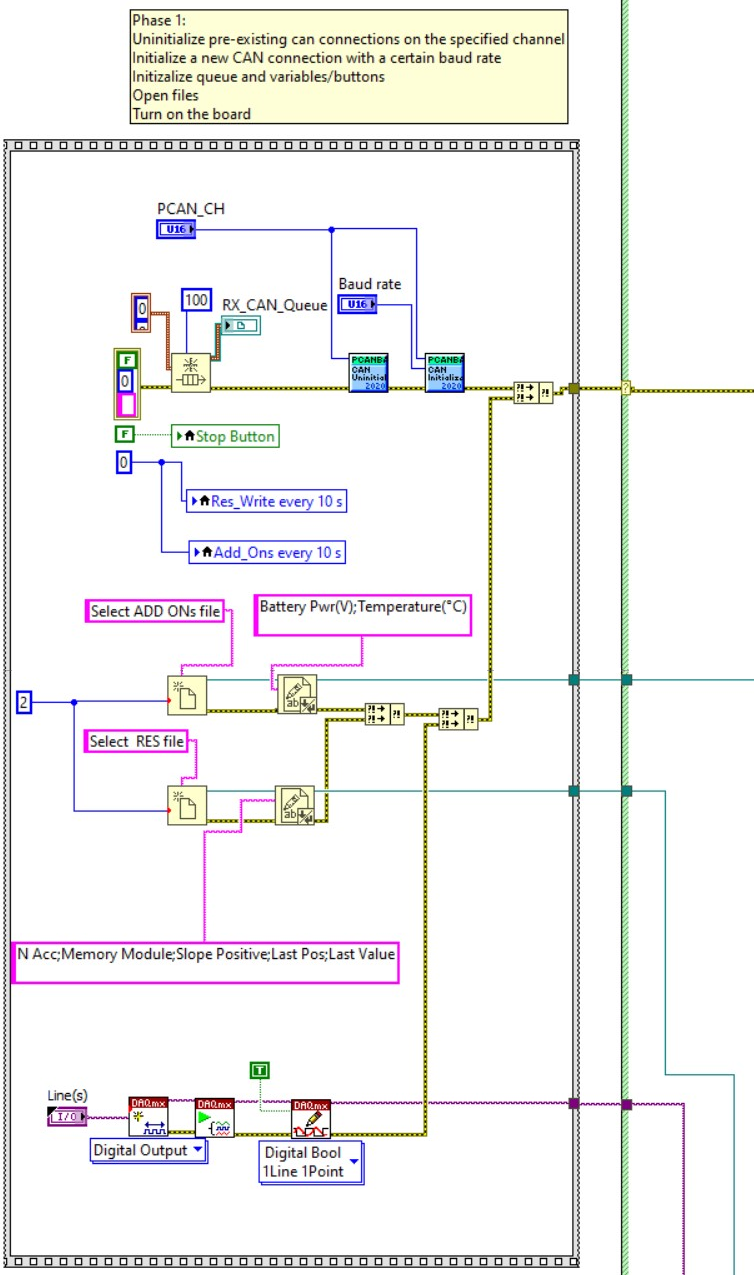 Phase 1:
Uninitialize pre-existing can connections on the specified channel
Initialize a new CAN connection with a certain baud rate
Initizalize queue and variables/buttons
Open files
Turn on the board
PCAN_CH
U16
Baud rate
U16
0
100
RX_CAN_Queue
F
0
PCANBA
CAN
Uninitial
2020
PCANBA
CAN
Initialize
2020
?!
?!
?!
?
F
Stop Button
0
Res_Write every 10 s
Add_Ons every 10 s
Select ADD ONs file
Battery Pwr(V);Temperature(°C)
2
ab
?!
?!
?!
?!
?!
?!
Select RES file
ab
N Acc;Memory Module;Slope Positive;Last Pos;Last Value
T
Line(s)
I/O
DAQmx
DAQmx
DAQmx
Digital Output
Digital Bool
1Line 1Point